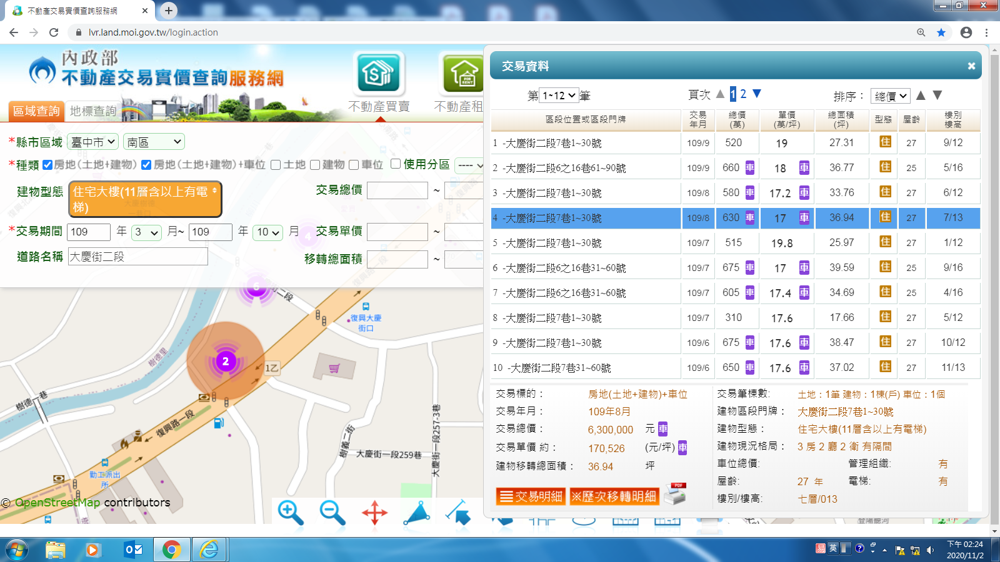 不動產交易實價查詢服務網
lvr.land.moi.gov.tw/login.action
內政部
不動產交易實價查詢服務網
不動產買賣
不動產租
區域查詢 地標查詢
*縣市區域 臺中市 南區
*種類 房地(土地+建物) 房地(土地+建物)+車位 土地 建物 車位 使用分區 ----
建物型態 住宅大樓(11層含以上有電梯)
交易總價 ~
*交易期間 109 年 3 月~ 109 年 10 月 交易單價 ~
道路名稱 大慶街二段 移轉總面積 ~
4
6
2
復興大慶
街口
樹德里
1乙
樹德一巷
復興路一段
勤工派出
所
樹義二街
大慶街一段259巷
大慶街一段257-3巷
© OpenStreetMap contributors
交易資料
第 1~12 筆 頁次 1 2 排序： 總價
區段位置或區段門牌 交易年月 總價(萬) 單價(萬/坪) 總面積(坪) 型態 屋齡 樓別樓高
1 -大慶街二段7巷1~30號 109/9 520 19 27.31 住 27 9/12
2 -大慶街二段6之16巷61~90號 109/9 660 車 18 車 36.77 住 25 5/16
3 -大慶街二段7巷1~30號 109/8 580 車 17.2 車 33.76 住 27 6/12
4 -大慶街二段7巷1~30號 109/8 630 車 17 車 36.94 住 27 7/13
5 -大慶街二段7巷1~30號 109/7 515 19.8 25.97 住 27 1/12
6 -大慶街二段6之16巷31~60號 109/7 675 車 17 車 39.59 住 25 9/16
7 -大慶街二段6之16巷31~60號 109/7 605 車 17.4 車 34.69 住 25 4/16
8 -大慶街二段7巷1~30號 109/7 310 17.6 17.66 住 27 5/12
9 -大慶街二段7巷1~30號 109/6 675 車 17.6 車 38.47 住 27 10/12
10 -大慶街二段7巷31~60號 109/6 650 車 17.6 車 37.02 住 27 11/13
交易標的： 房地(土地+建物)+車位
交易年月： 109年8月
交易總價： 6,300,000 元 車
交易單價 約： 170,526 (元/坪) 車
建物移轉總面積： 36.94 坪
交易明細 ※歷次移轉明細 PDF
交易筆棟數: 土地：1筆 建物：1棟(戶) 車位：1個
建物區段門牌： 大慶街二段7巷1~30號
建物型態： 住宅大樓(11層含以上有電梯)
建物現況格局： 3 房 2 廳 2 衛 有隔間
車位總價: 管理組織: 有
屋齡: 27 年 電梯: 有
樓別/樓高: 七層/013
易 英
下午 02:24
2020/11/2